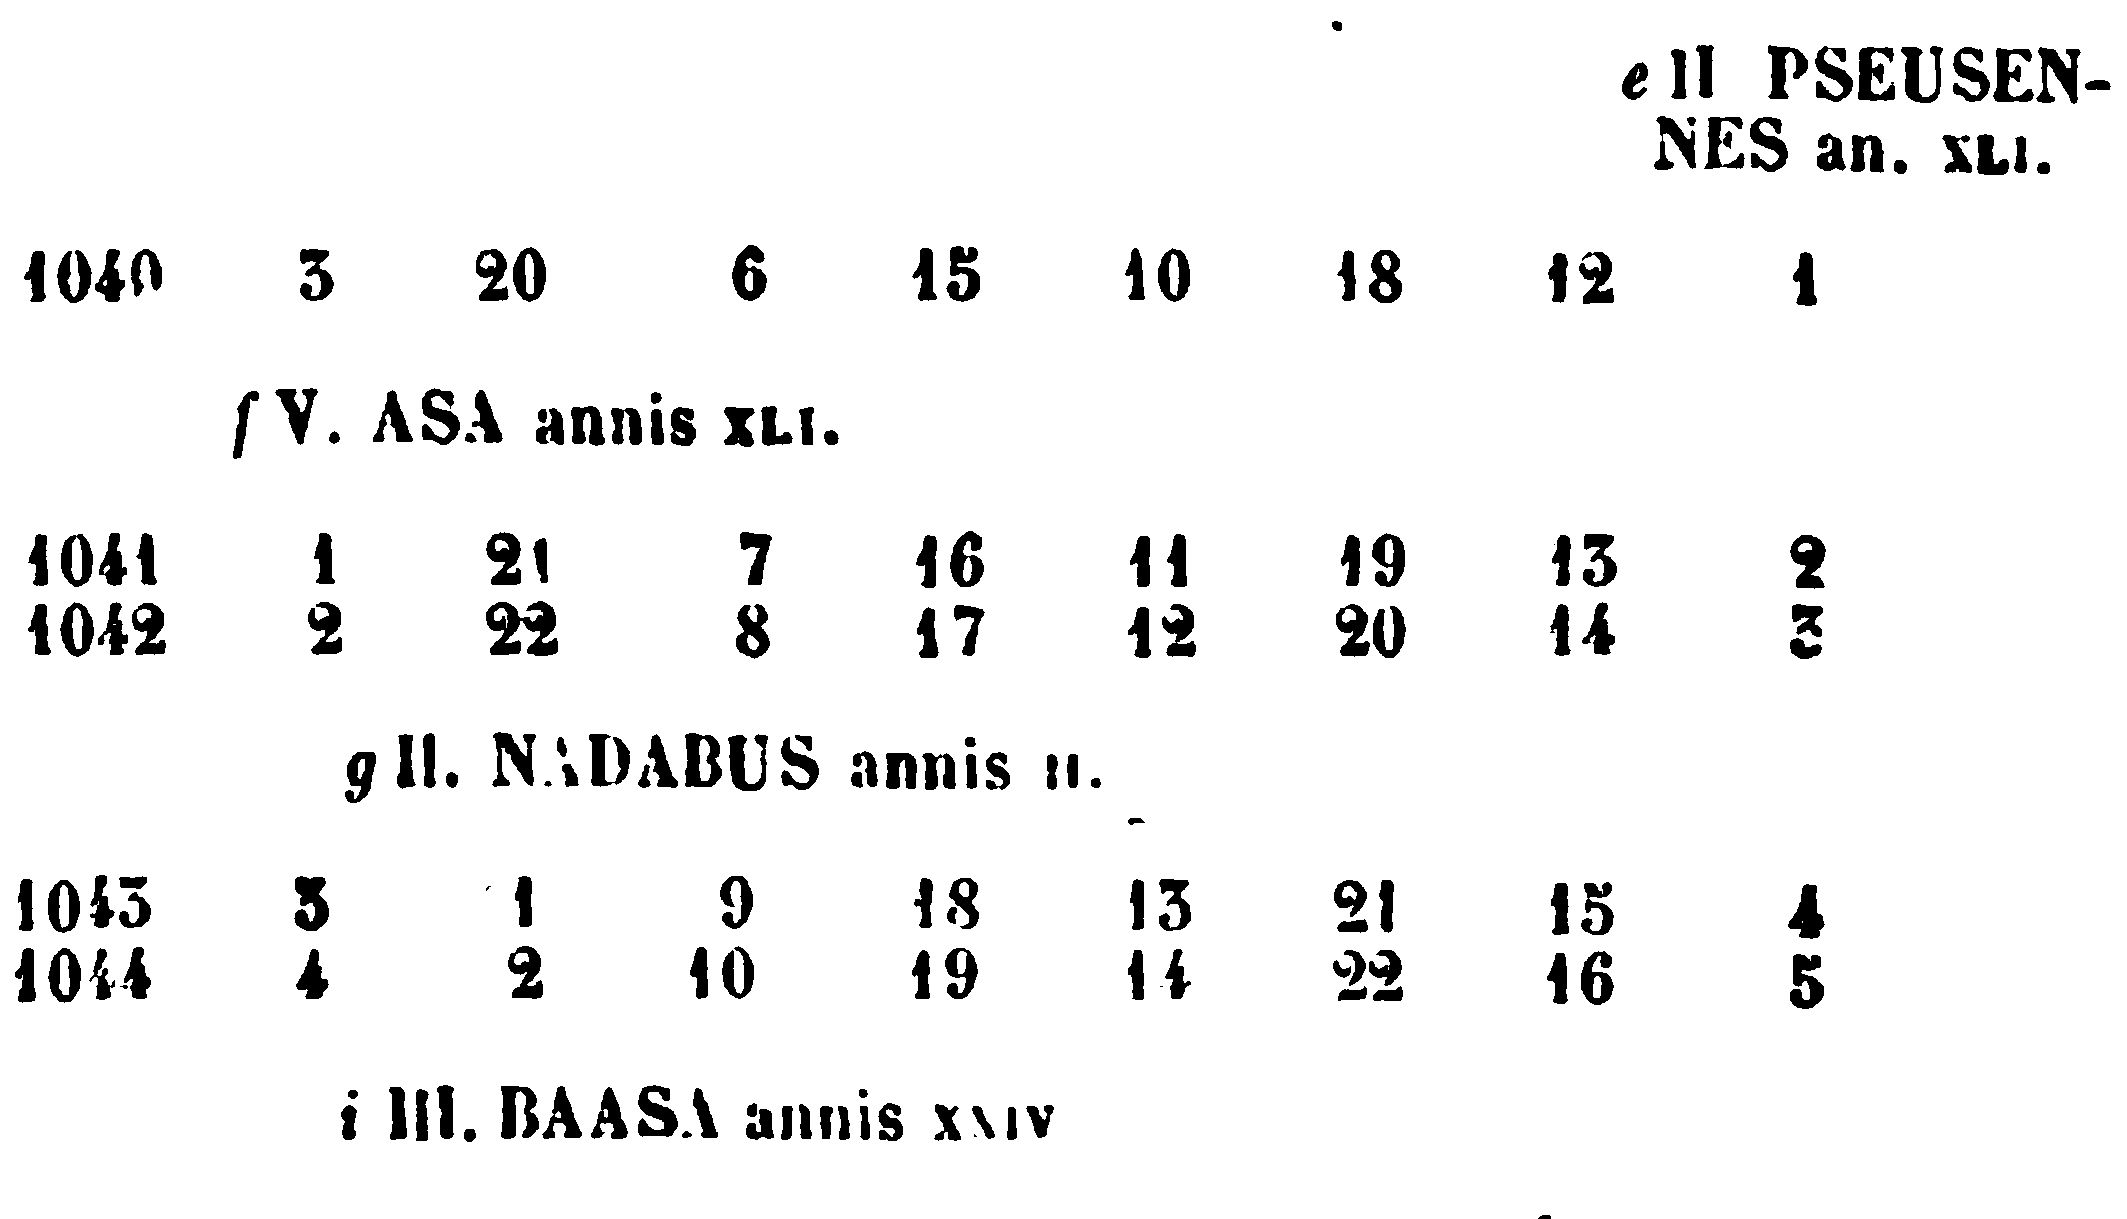 e II PSEUSEN-
NES an. XLI.
1040 3 20 6 15 10 18 12 1
f V. ASA annis XLI.
1041 1 21 7 16 11 19 13 2
1042 2 22 8 17 12 20 14 3
g II. NADABUS annis II.
1043 3 1 9 18 13 21 15 4
1044 4 2 10 19 14 22 16 5
i III. BAASA annis XXIV